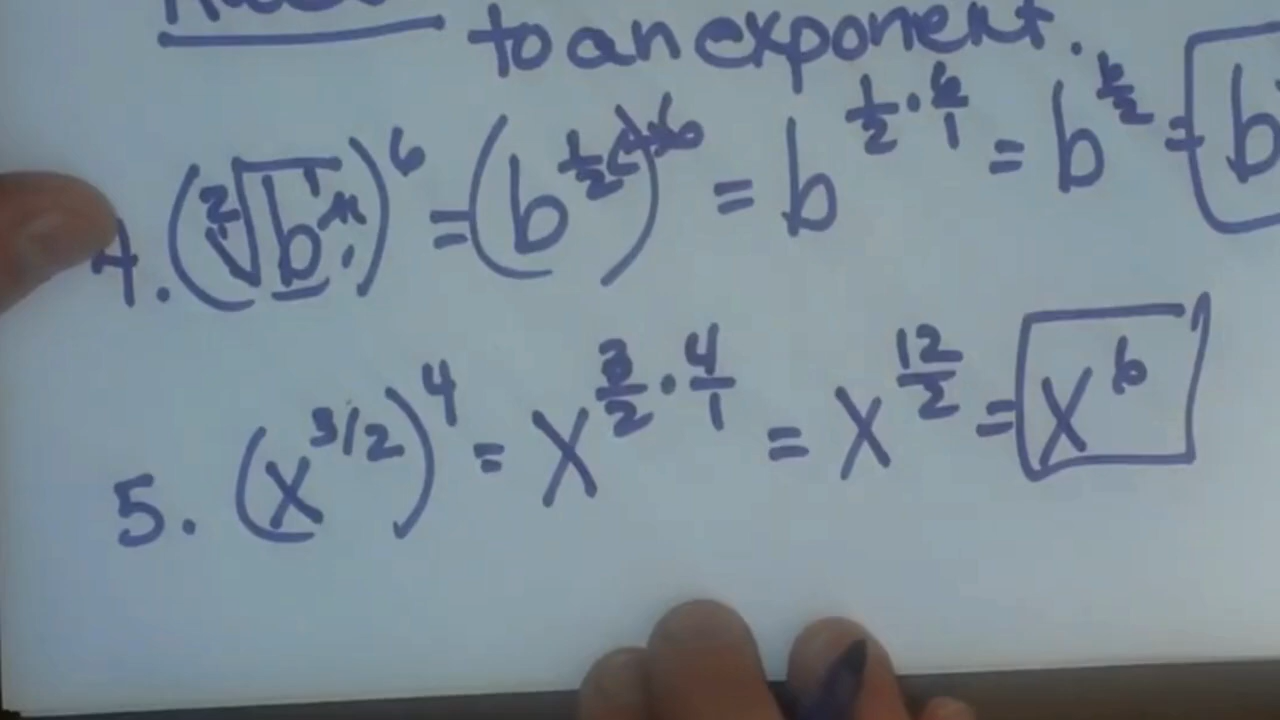 to an exponent.
4. (²√b¹)⁶ = (b^(1/2))⁶ = b^(1/2 · 6/1) = b^(6/2) = b
5. (x^(3/2))⁴ = x^(3/2 · 4/1) = x^(12/2) = x⁶